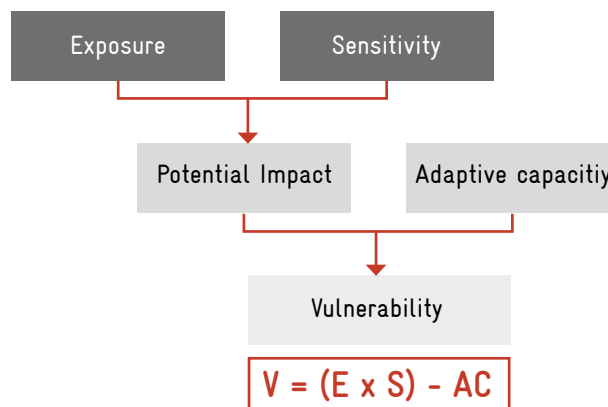 Exposure
Sensitivity
Potential Impact
Adaptive capacitiy
Vulnerability
V = (E x S) - AC